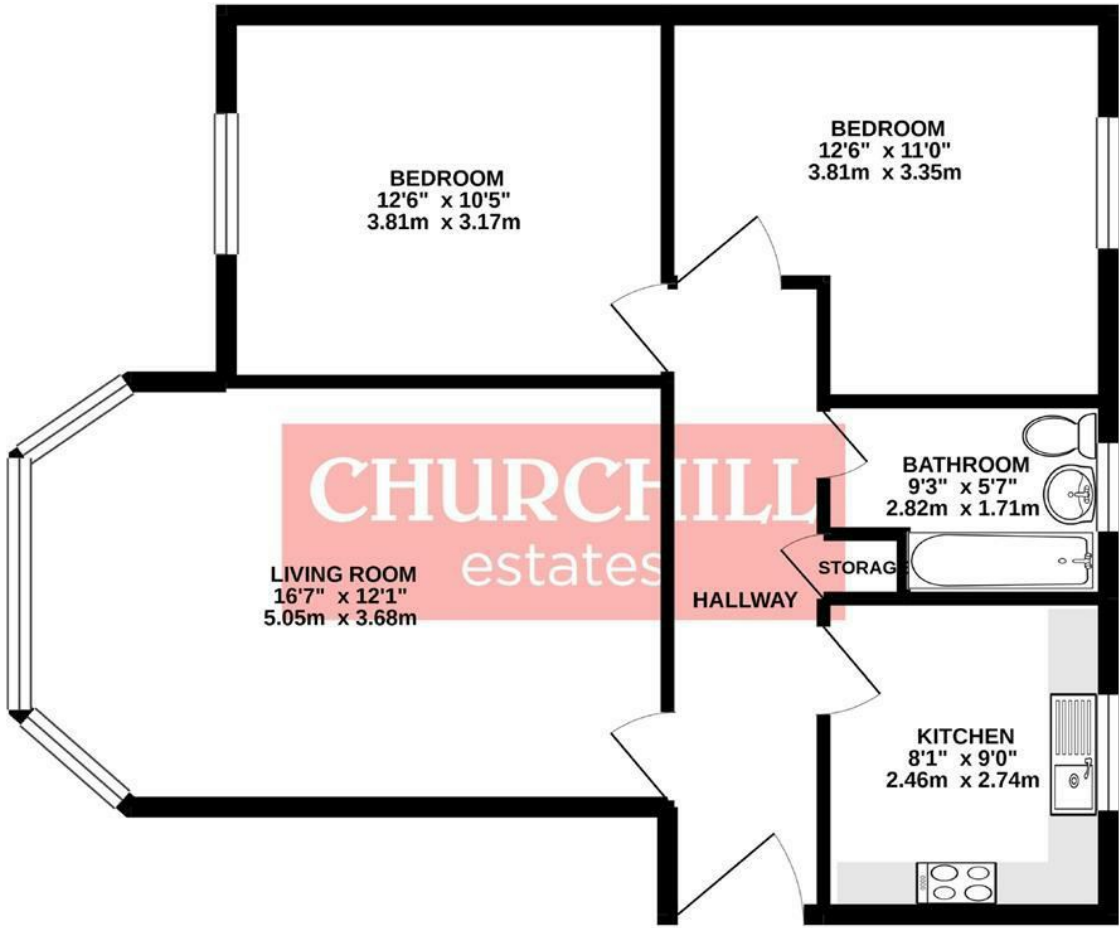 BEDROOM
12'6" x 10'5"
3.81m x 3.17m
BEDROOM
12'6" x 11'0"
3.81m x 3.35m
CHURCHILL
estates
LIVING ROOM
16'7" x 12'1"
5.05m x 3.68m
HALLWAY
BATHROOM
9'3" x 5'7"
2.82m x 1.71m
STORAGE
KITCHEN
8'1" x 9'0"
2.46m x 2.74m